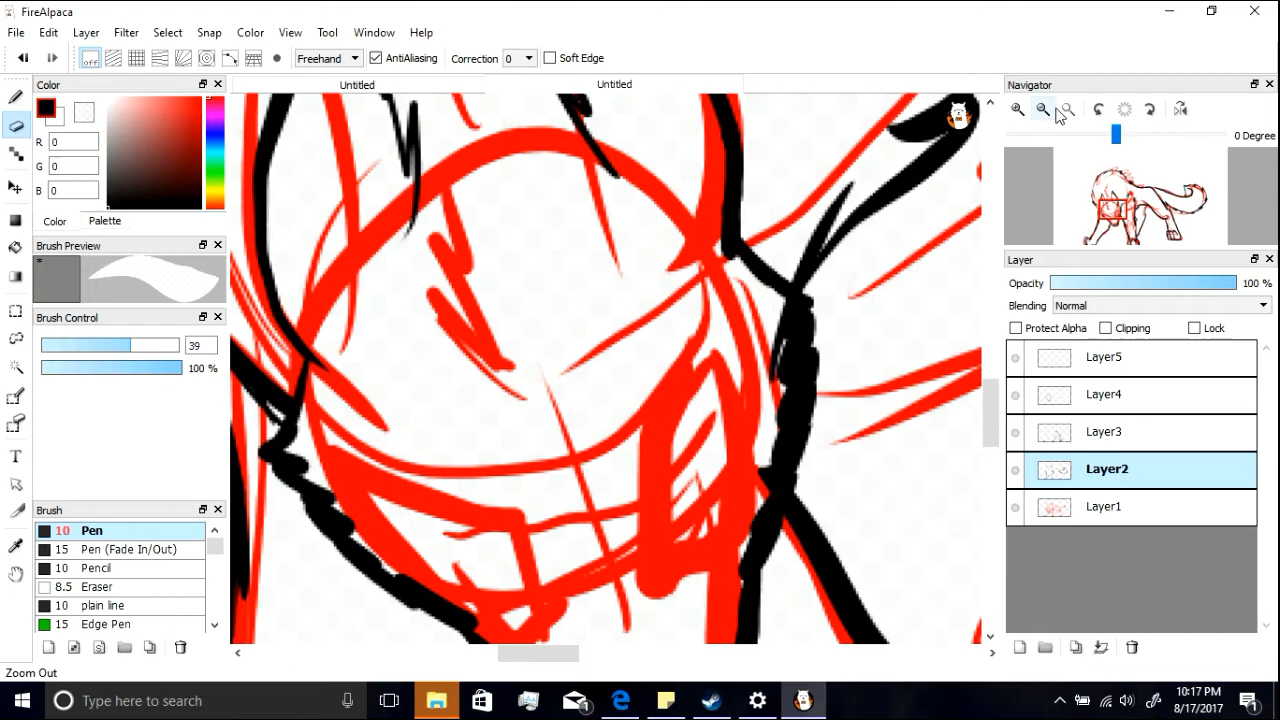 FireAlpaca
File Edit Layer Filter Select Snap Color View Tool Window Help
off Freehand AntiAliasing Correction 0 Soft Edge
Color
R 0
G 0
B 0
Color Palette
Brush Preview
*
Brush Control
39
100 %
Brush
10 Pen
15 Pen (Fade In/Out)
10 Pencil
8.5 Eraser
10 plain line
15 Edge Pen
Untitled Untitled
Navigator
0 Degree
Layer
Opacity 100 %
Blending Normal
Protect Alpha Clipping Lock
Layer5
Layer4
Layer3
Layer2
Layer1
Zoom Out
Type here to search
1
10:17 PM
8/17/2017
1